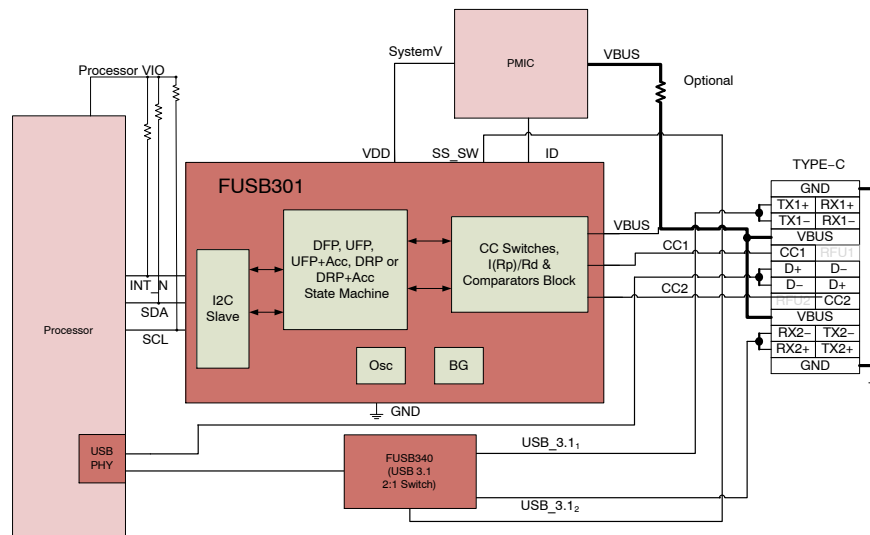 SystemV
PMIC
VBUS
Optional
Processor VIO
VDD
SS_SW
ID
TYPE−C
FUSB301
GND
TX1+ RX1+
TX1− RX1−
VBUS
CC1 RFU1
D+ D−
D− D+
RFU2 CC2
VBUS
RX2− TX2−
RX2+ TX2+
GND
VBUS
CC1
CC2
DFP, UFP,
UFP+Acc, DRP or
DRP+Acc
State Machine
CC Switches,
I(Rp)/Rd &
Comparators Block
I2C
Slave
INT_N
SDA
SCL
Processor
Osc
BG
GND
USB
PHY
FUSB340
(USB 3.1
2:1 Switch)
USB_3.1₁
USB_3.1₂